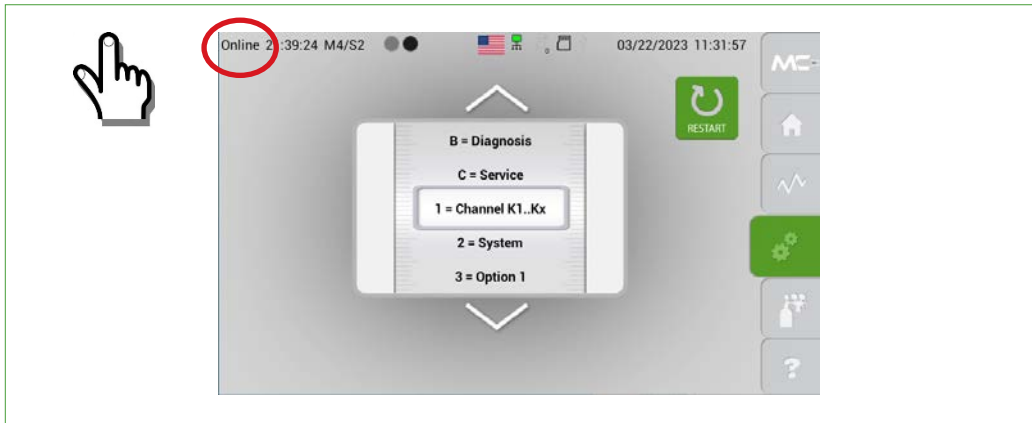 Online 2 :39:24 M4/S2 03/22/2023 11:31:57
MC-
RESTART
B = Diagnosis
C = Service
1 = Channel K1..Kx
2 = System
3 = Option 1
?